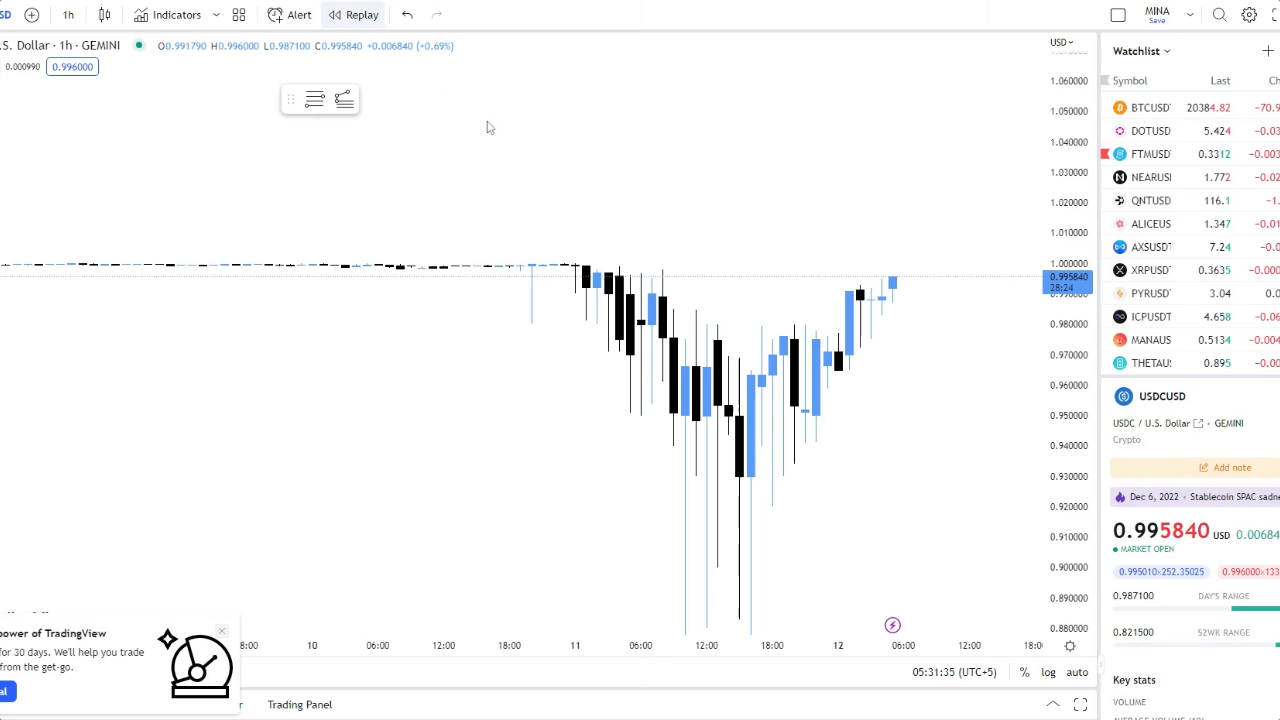 SD 1h Indicators Alert Replay MINA Save
.S. Dollar · 1h · GEMINI O0.991790 H0.996000 L0.987100 C0.995840 +0.006840 (+0.69%) USD
0.000990 0.996000
1.060000
1.050000
1.040000
1.030000
1.020000
1.010000
1.000000
0.995840
28:24
0.980000
0.970000
0.960000
0.950000
0.940000
0.930000
0.920000
0.910000
0.900000
0.890000
0.880000
Watchlist
Symbol Last Ch
BTCUSD 20384.82 −70.9
DOTUSD 5.424 −0.03
FTMUSD 0.3312 −0.003
NEARUSI 1.772 −0.02
QNTUSD 116.1 −1.
ALICEUS 1.347 −0.01
AXSUSDT 7.24 −0.0
XRPUSDT 0.3635 −0.000
PYRUSDT 3.04 0.0
ICPUSDT 4.658 −0.06
MANAUS 0.5134 −0.004
THETAU 0.895 −0.00
USDCUSD
USDC / U.S. Dollar · GEMINI
Crypto
Add note
Dec 6, 2022 · Stablecoin SPAC sadne
0.995840 USD 0.00684
MARKET OPEN
0.995010×252.35025 0.996000×133
0.987100 DAY'S RANGE
0.821500 52WK RANGE
Key stats
VOLUME
power of TradingView
for 30 days. We'll help you trade
from the get-go.
al
8:00 10 06:00 12:00 18:00 11 06:00 12:00 18:00 12 06:00 12:00 18:0
05:31:35 (UTC+5) % log auto
r Trading Panel